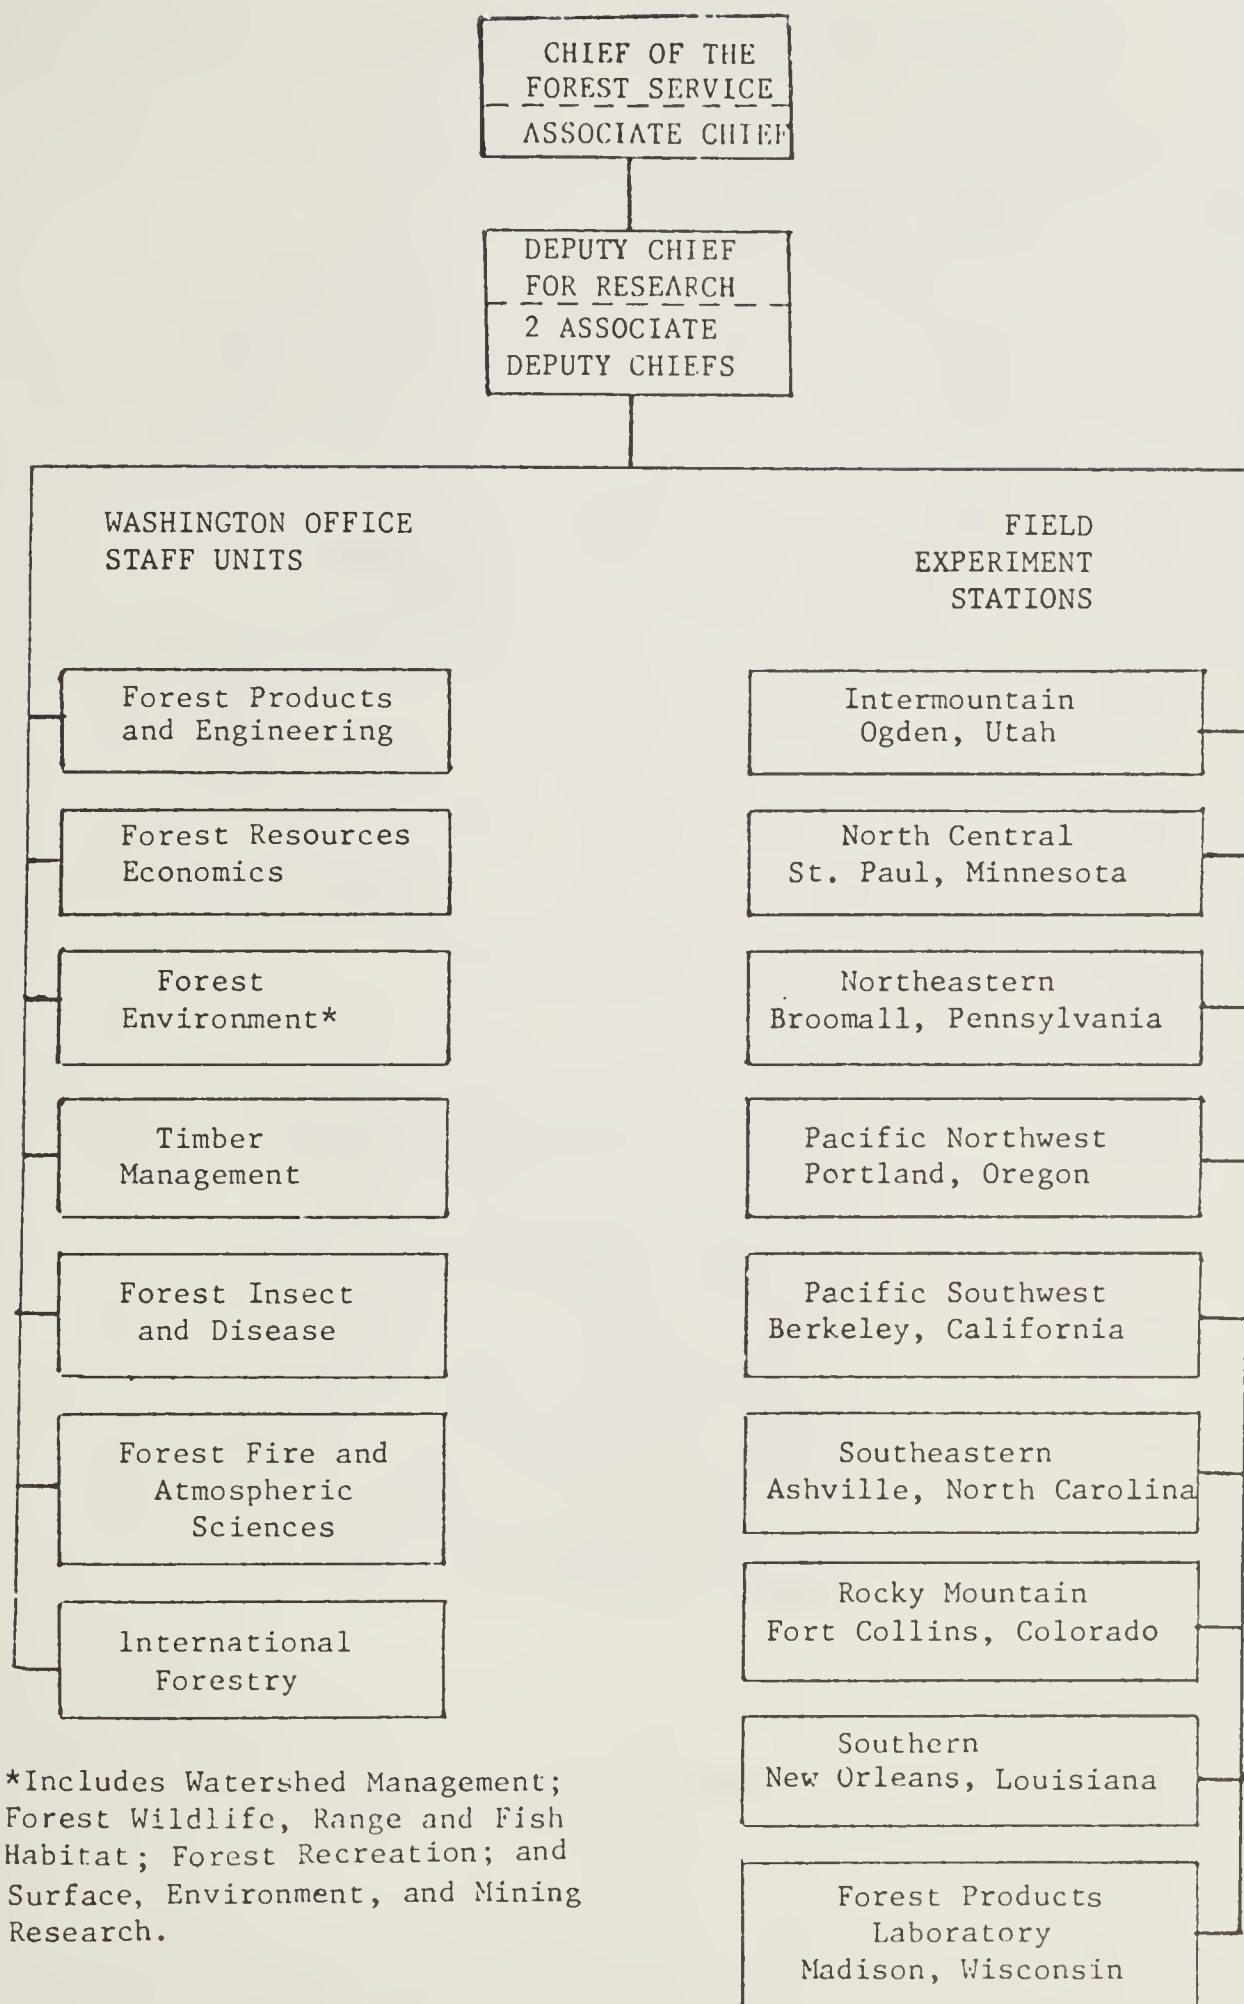 CHIEF OF THE
FOREST SERVICE
ASSOCIATE CHIEF
DEPUTY CHIEF
FOR RESEARCH
2 ASSOCIATE
DEPUTY CHIEFS
WASHINGTON OFFICE
STAFF UNITS
Forest Products
and Engineering
Forest Resources
Economics
Forest
Environment*
Timber
Management
Forest Insect
and Disease
Forest Fire and
Atmospheric
Sciences
International
Forestry
*Includes Watershed Management;
Forest Wildlife, Range and Fish
Habitat; Forest Recreation; and
Surface, Environment, and Mining
Research.
FIELD
EXPERIMENT
STATIONS
Intermountain
Ogden, Utah
North Central
St. Paul, Minnesota
Northeastern
Broomall, Pennsylvania
Pacific Northwest
Portland, Oregon
Pacific Southwest
Berkeley, California
Southeastern
Ashville, North Carolina
Rocky Mountain
Fort Collins, Colorado
Southern
New Orleans, Louisiana
Forest Products
Laboratory
Madison, Wisconsin